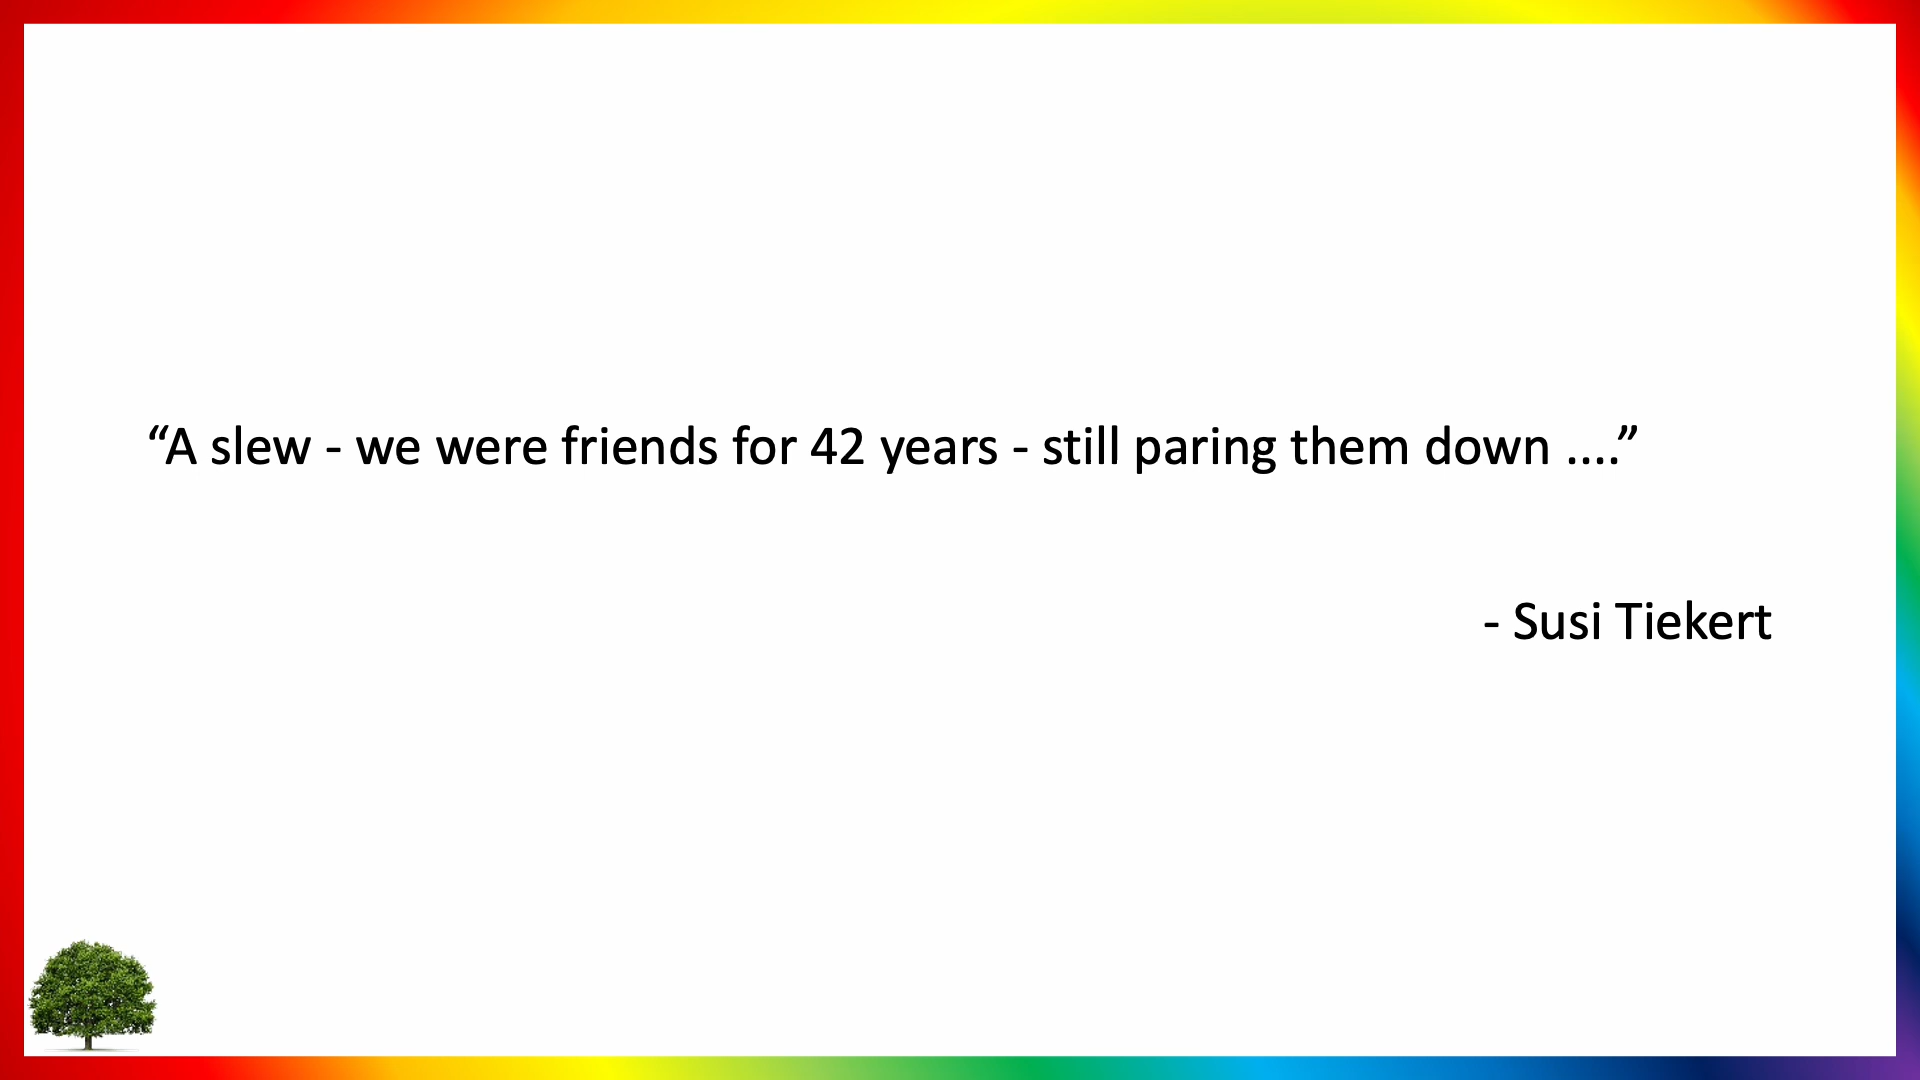 “A slew - we were friends for 42 years - still paring them down ....”
- Susi Tiekert